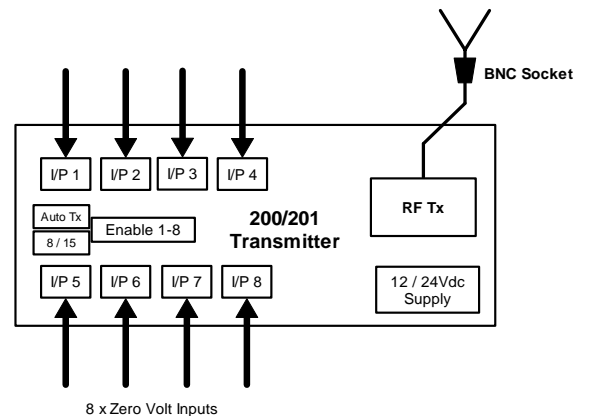 BNC Socket
I/P 1
I/P 2
I/P 3
I/P 4
Auto Tx
8 / 15
Enable 1-8
200/201
Transmitter
RF Tx
I/P 5
I/P 6
I/P 7
I/P 8
12 / 24Vdc
Supply
8 x Zero Volt Inputs